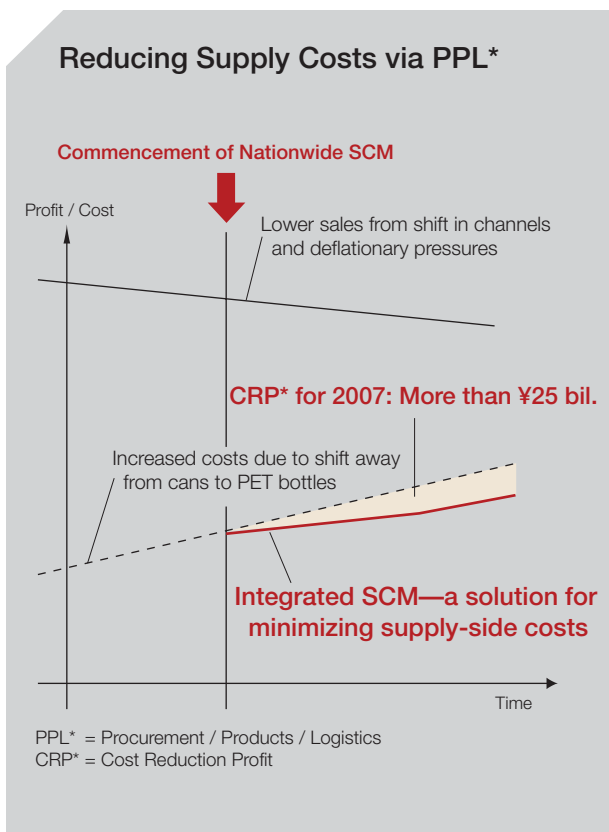 Reducing Supply Costs via PPL*
Commencement of Nationwide SCM
Profit / Cost
Lower sales from shift in channels
and deflationary pressures
CRP* for 2007: More than ¥25 bil.
Increased costs due to shift away
from cans to PET bottles
Integrated SCM—a solution for
minimizing supply-side costs
Time
PPL* = Procurement / Products / Logistics
CRP* = Cost Reduction Profit